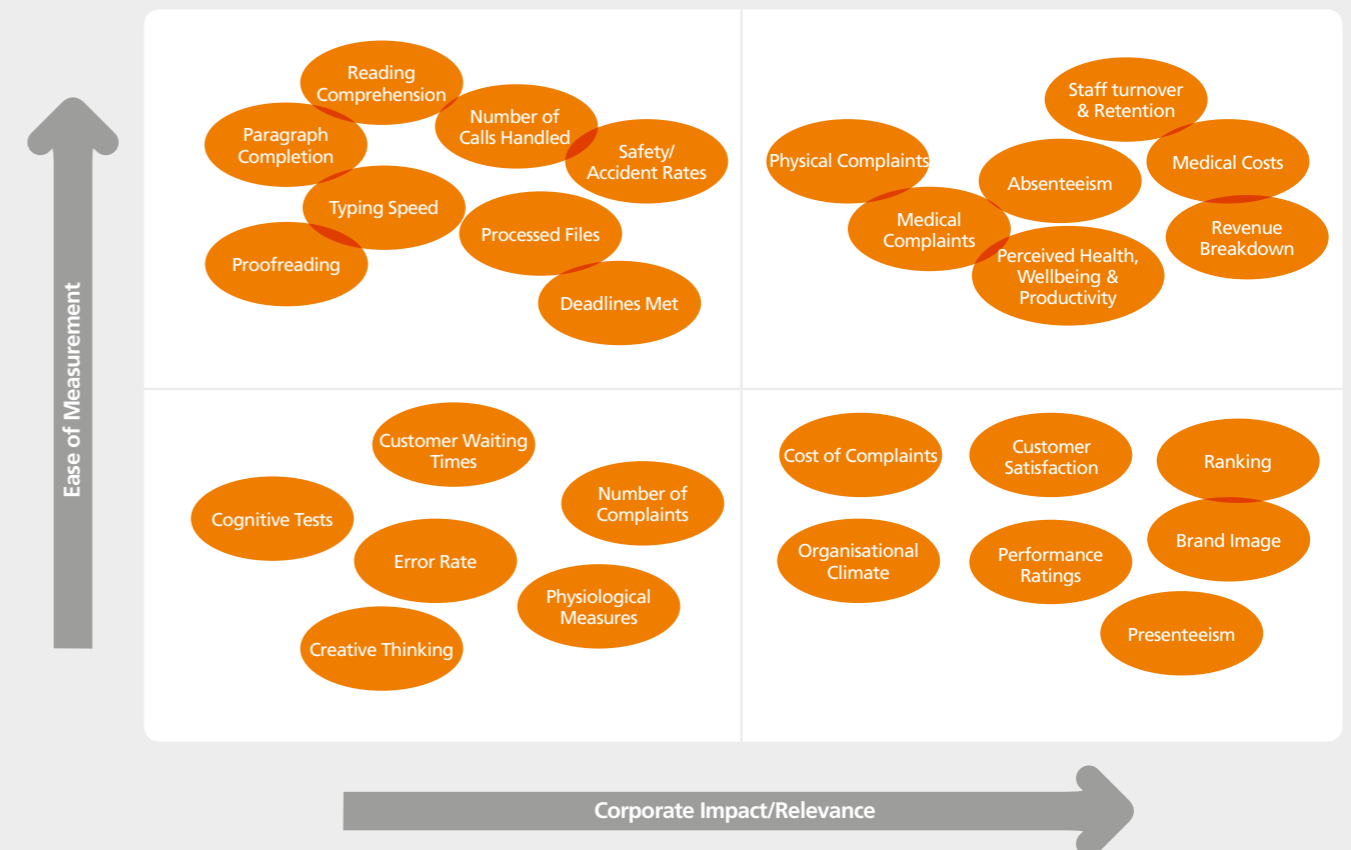 Ease of Measurement
Reading
Comprehension
Number of
Calls Handled
Paragraph
Completion
Safety/
Accident Rates
Typing Speed
Processed Files
Proofreading
Deadlines Met
Staff turnover
& Retention
Physical Complaints
Medical Costs
Absenteeism
Medical
Complaints
Revenue
Breakdown
Perceived Health,
Wellbeing &
Productivity
Customer Waiting
Times
Number of
Complaints
Cognitive Tests
Error Rate
Physiological
Measures
Creative Thinking
Cost of Complaints
Customer
Satisfaction
Ranking
Organisational
Climate
Performance
Ratings
Brand Image
Presenteeism
Corporate Impact/Relevance